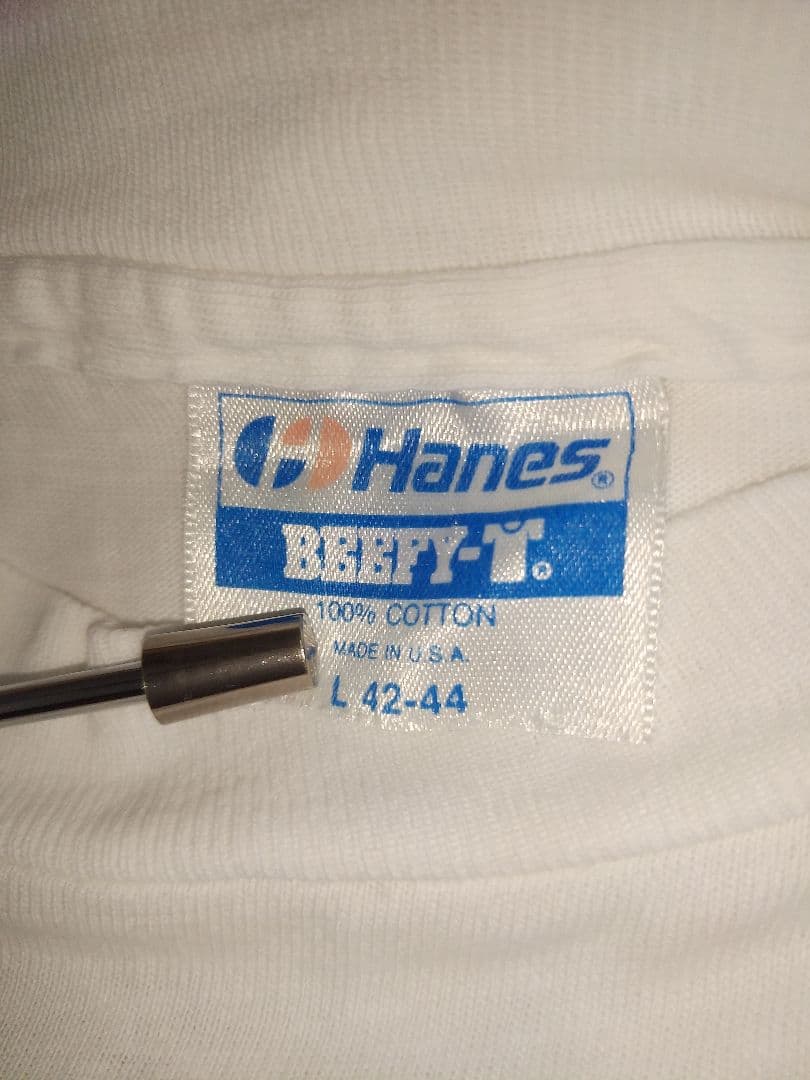 Hanes®
BEEFY-T®
100% COTTON
MADE IN U.S.A.
L 42-44